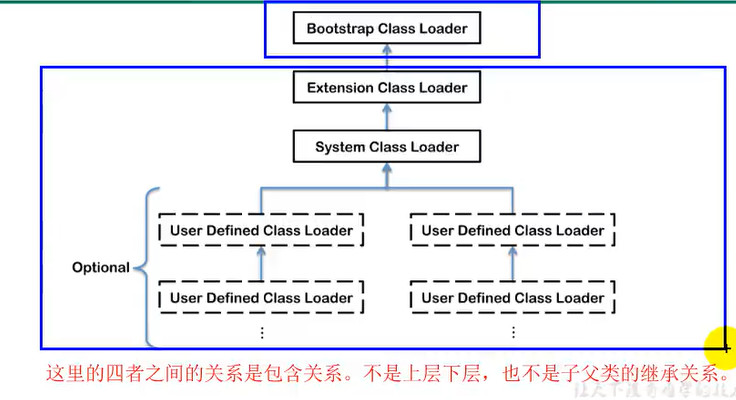 Bootstrap Class Loader
Extension Class Loader
System Class Loader
User Defined Class Loader
User Defined Class Loader
Optional
User Defined Class Loader
User Defined Class Loader
⋮
⋮
这里的四者之间的关系是包含关系。不是上层下层，也不是子父类的继承关系。